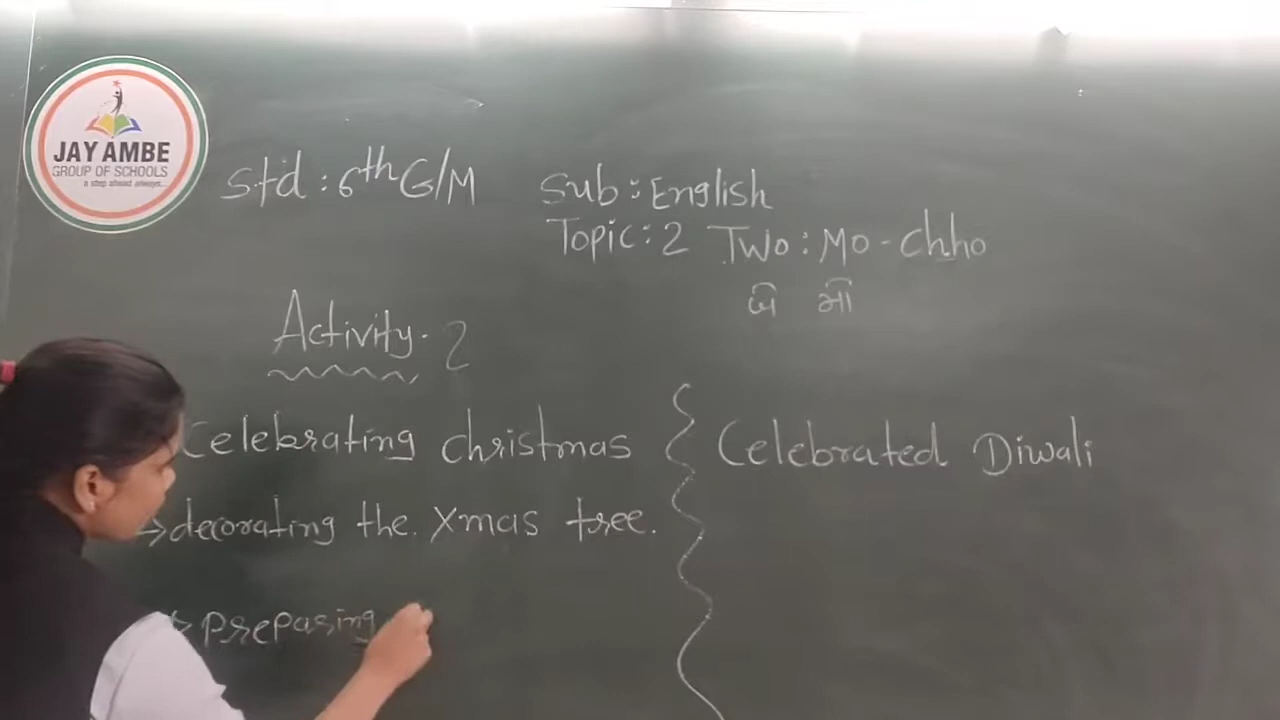 JAY AMBE
GROUP OF SCHOOLS
a step ahead always...
Std : 6th G/M
Sub : English
Topic : 2 Two : Mo - Chho
Activity. 2
Celebrating christmas
→ decorating the. Xmas tree.
→ preparing
Celebrated Diwali